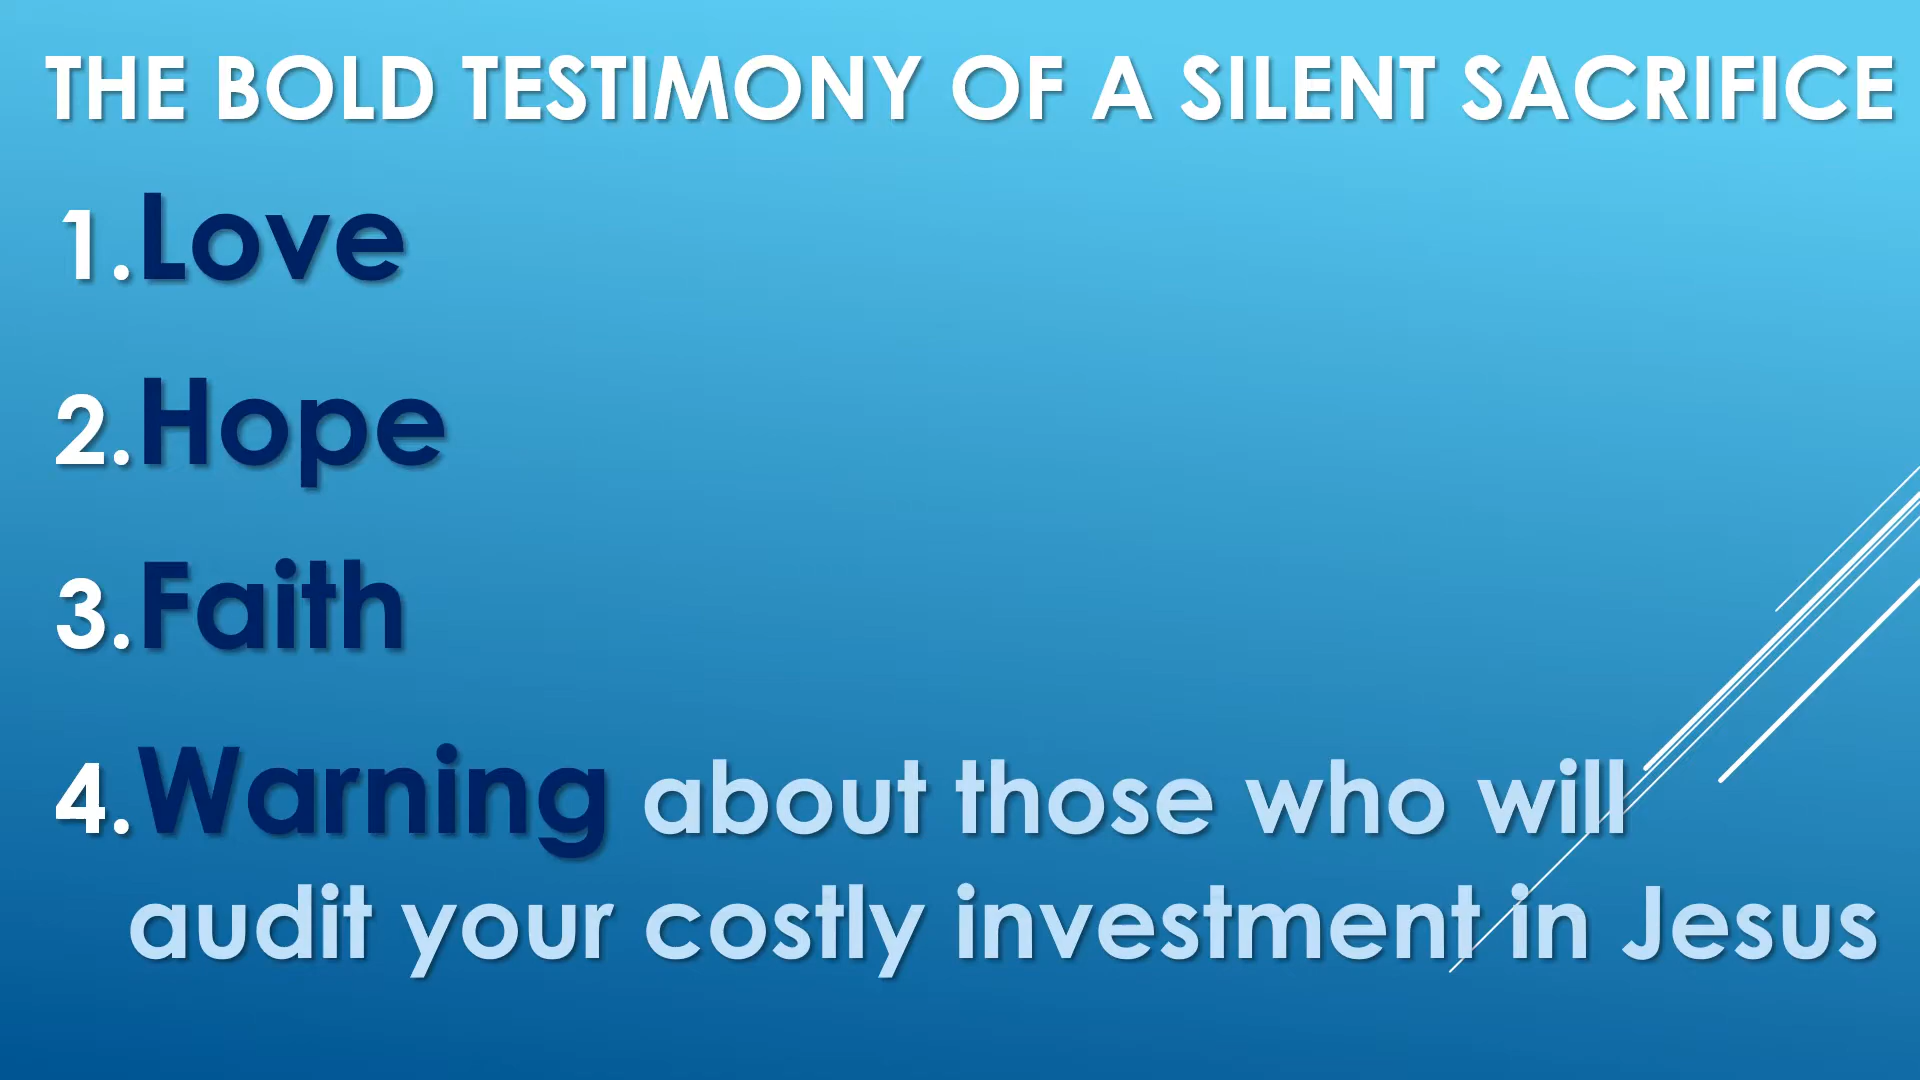 THE BOLD TESTIMONY OF A SILENT SACRIFICE
1. Love
2. Hope
3. Faith
4. Warning about those who will
audit your costly investment in Jesus